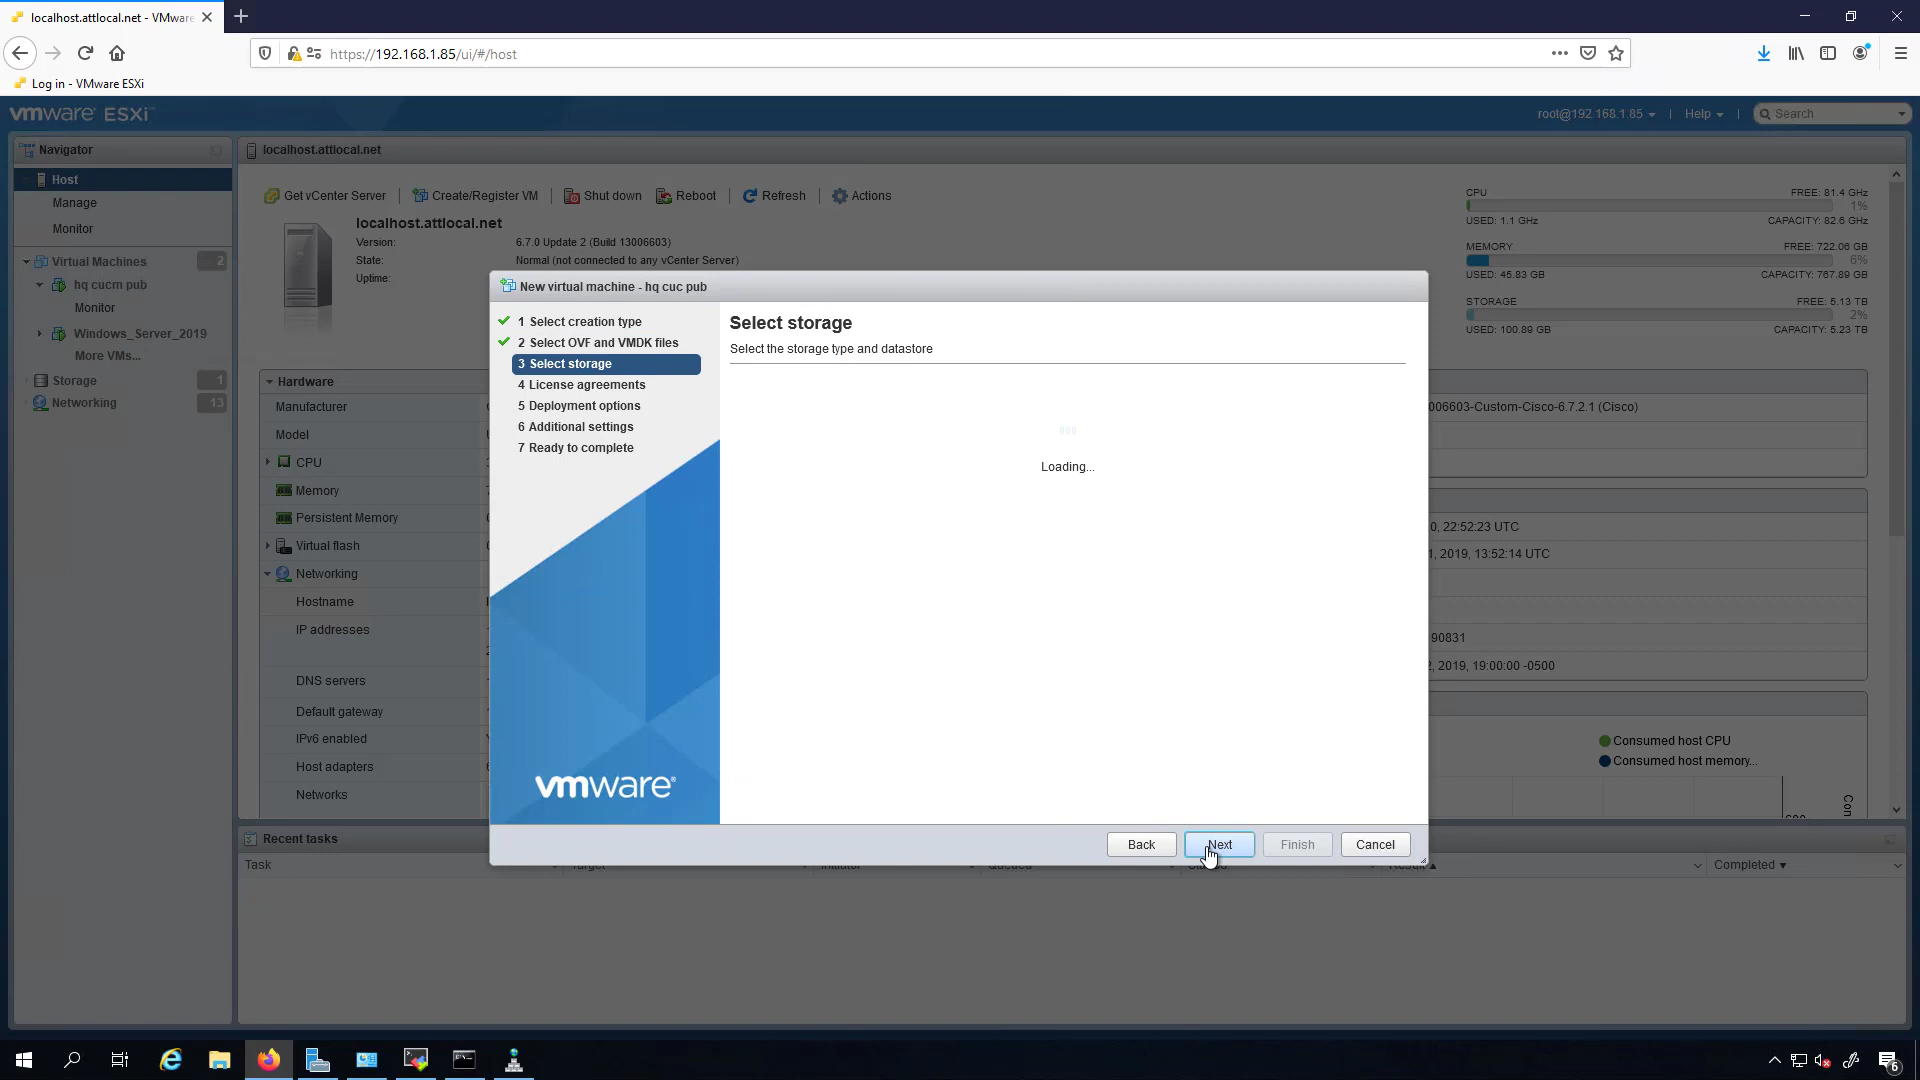 localhost.attlocal.net - VMware
https://192.168.1.85/ui/#/host
Log in - VMware ESXi
vmware ESXi™
root@192.168.1.85
Help
Search
Navigator
localhost.attlocal.net
Host
Manage
Monitor
Virtual Machines
2
hq cucm pub
Monitor
Windows_Server_2019
More VMs...
Storage
1
Networking
13
Get vCenter Server
Create/Register VM
Shut down
Reboot
Refresh
Actions
localhost.attlocal.net
Version:
6.7.0 Update 2 (Build 13006603)
State:
Normal (not connected to any vCenter Server)
Uptime:
CPU
FREE: 81.4 GHz
1%
USED: 1.1 GHz
CAPACITY: 82.6 GHz
MEMORY
FREE: 722.06 GB
6%
USED: 45.83 GB
CAPACITY: 767.89 GB
STORAGE
FREE: 5.13 TB
2%
USED: 100.89 GB
CAPACITY: 5.23 TB
Hardware
Manufacturer
Model
CPU
Memory
Persistent Memory
Virtual flash
Networking
Hostname
IP addresses
DNS servers
Default gateway
IPv6 enabled
Host adapters
Networks
New virtual machine - hq cuc pub
1 Select creation type
2 Select OVF and VMDK files
3 Select storage
4 License agreements
5 Deployment options
6 Additional settings
7 Ready to complete
vmware®
Select storage
Select the storage type and datastore
Loading...
Back
Next
Finish
Cancel
006603-Custom-Cisco-6.7.2.1 (Cisco)
0, 22:52:23 UTC
1, 2019, 13:52:14 UTC
90831
2, 2019, 19:00:00 -0500
Consumed host CPU
Consumed host memory...
Con
Recent tasks
Task
Target
Initiator
Queued
Result
Completed
6